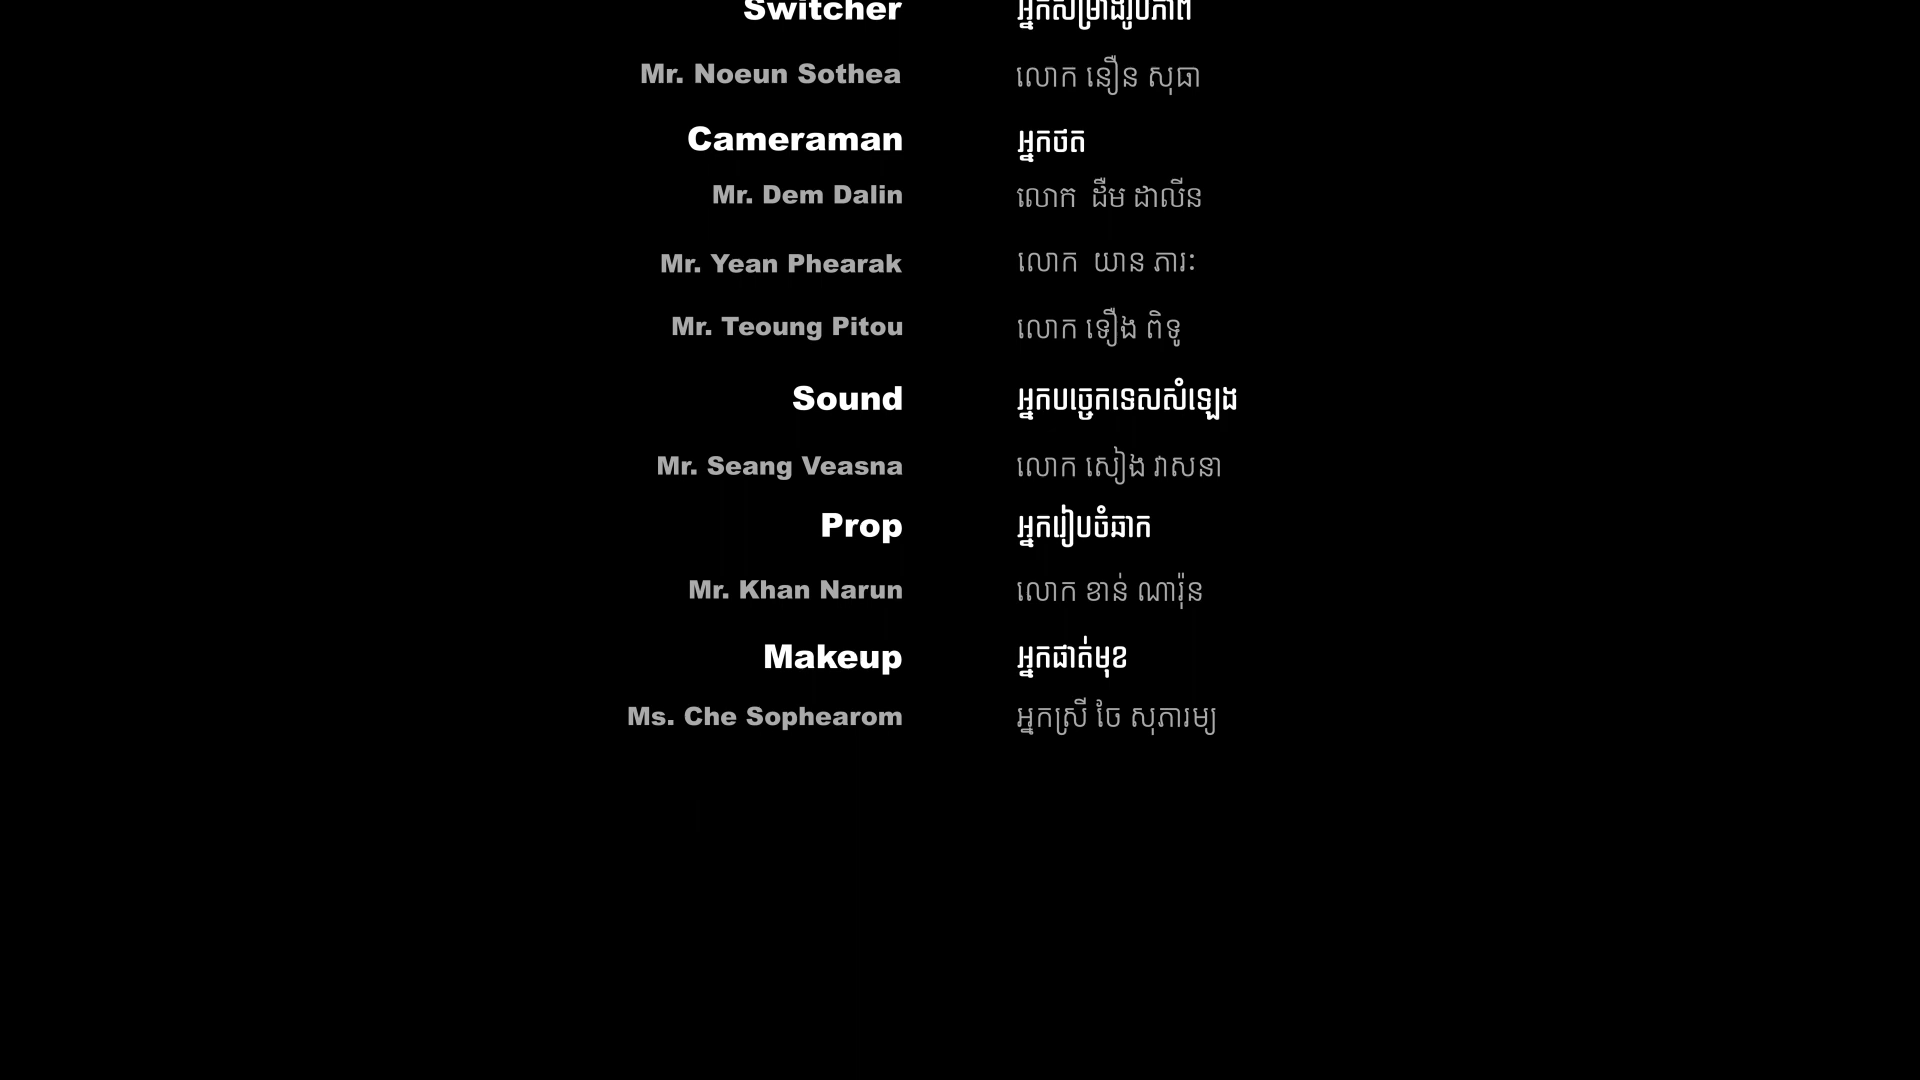 Switcher អ្នកសម្រាំងរូបភាព
Mr. Noeun Sothea លោក នឿន សុធា
Cameraman អ្នកថត
Mr. Dem Dalin លោក ដឹម ដាលីន
Mr. Yean Phearak លោក យាន ភារៈ
Mr. Teoung Pitou លោក ទឿង ពិទូ
Sound អ្នកបច្ចេកទេសសំឡេង
Mr. Seang Veasna លោក សៀង វាសនា
Prop អ្នករៀបចំឆាក
Mr. Khan Narun លោក ខាន់ ណារ៉ុន
Makeup អ្នកផាត់មុខ
Ms. Che Sophearom អ្នកស្រី ចែ សុភារម្យ